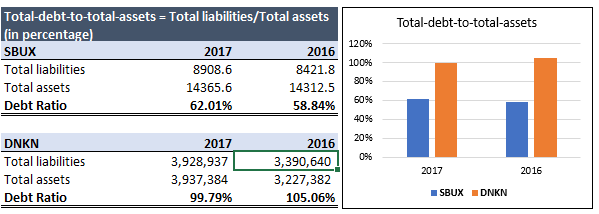 Total-debt-to-total-assets = Total liabilities/Total assets
(in percentage)
SBUX 2017 2016
Total liabilities 8908.6 8421.8
Total assets 14365.6 14312.5
Debt Ratio 62.01% 58.84%
DNKN 2017 2016
Total liabilities 3,928,937 3,390,640
Total assets 3,937,384 3,227,382
Debt Ratio 99.79% 105.06%
Total-debt-to-total-assets
120%
100%
80%
60%
40%
20%
0%
2017 2016
SBUX DNKN